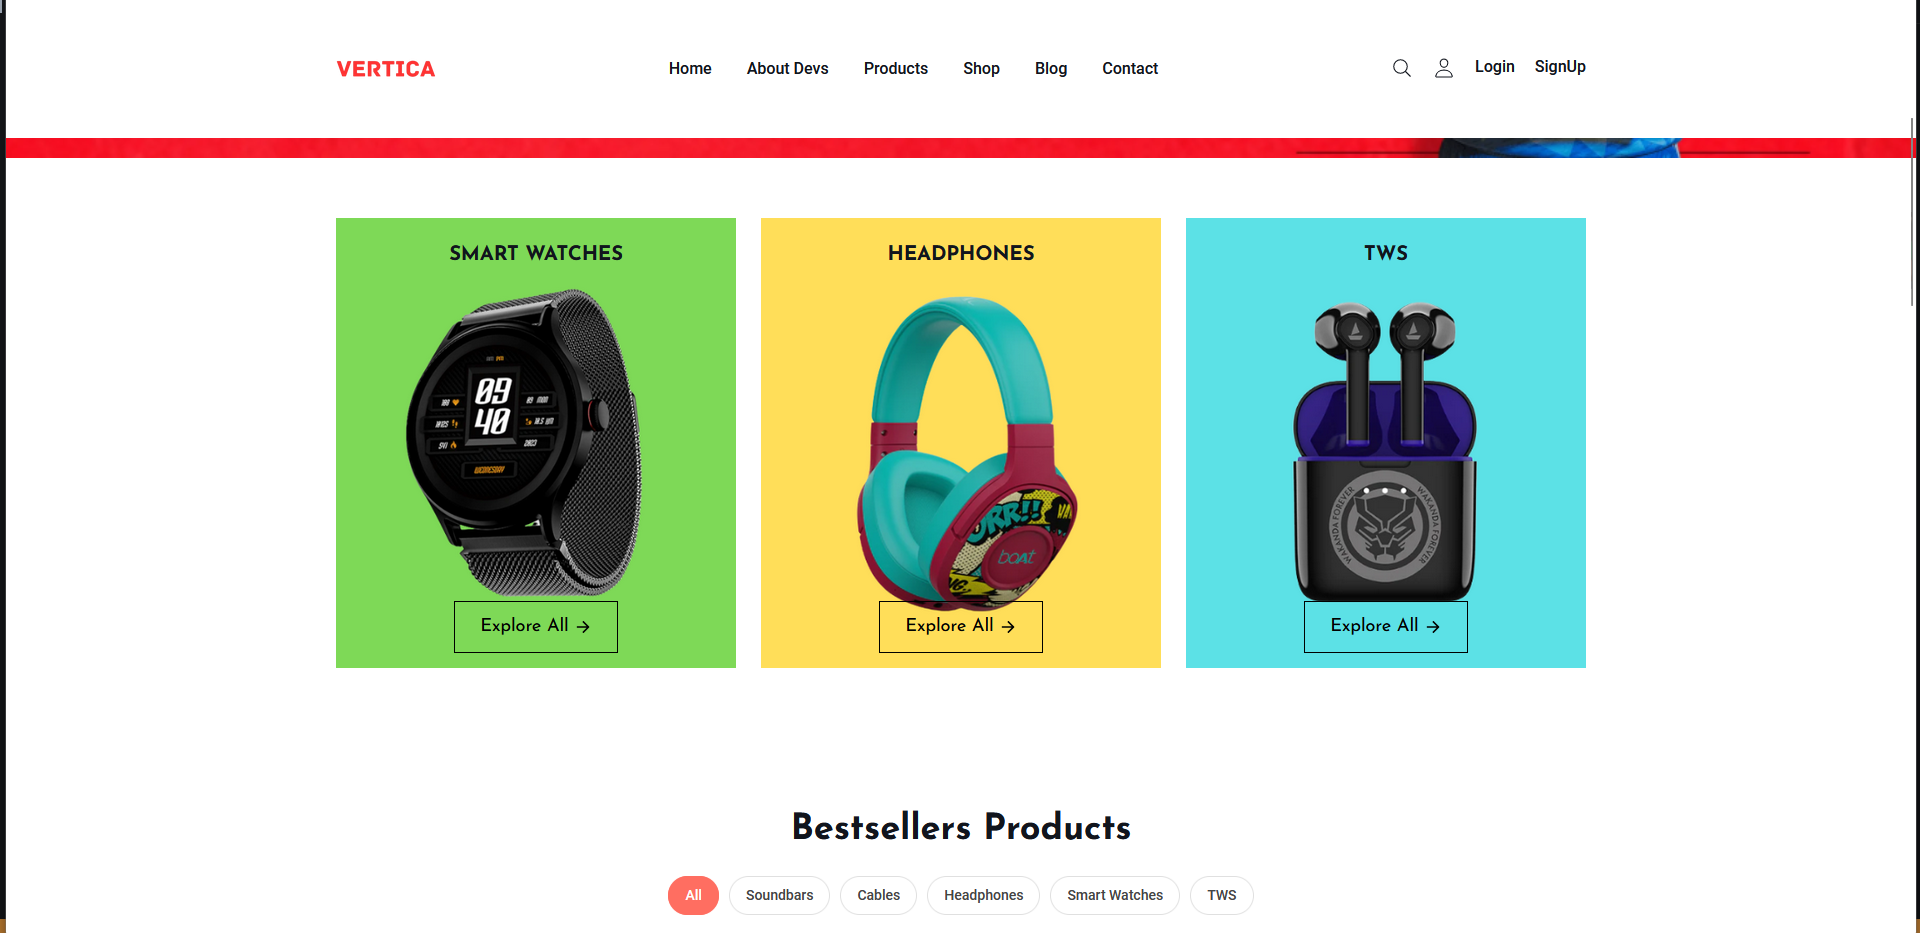 VERTICA
Home
About Devs
Products
Shop
Blog
Contact
Login
SignUp
SMART WATCHES
HEADPHONES
TWS
09
40
WEDNESDAY
boAt
WAKANDA FOREVER
WAKANDA FOREVER
Explore All →
Explore All →
Explore All →
Bestsellers Products
All
Soundbars
Cables
Headphones
Smart Watches
TWS